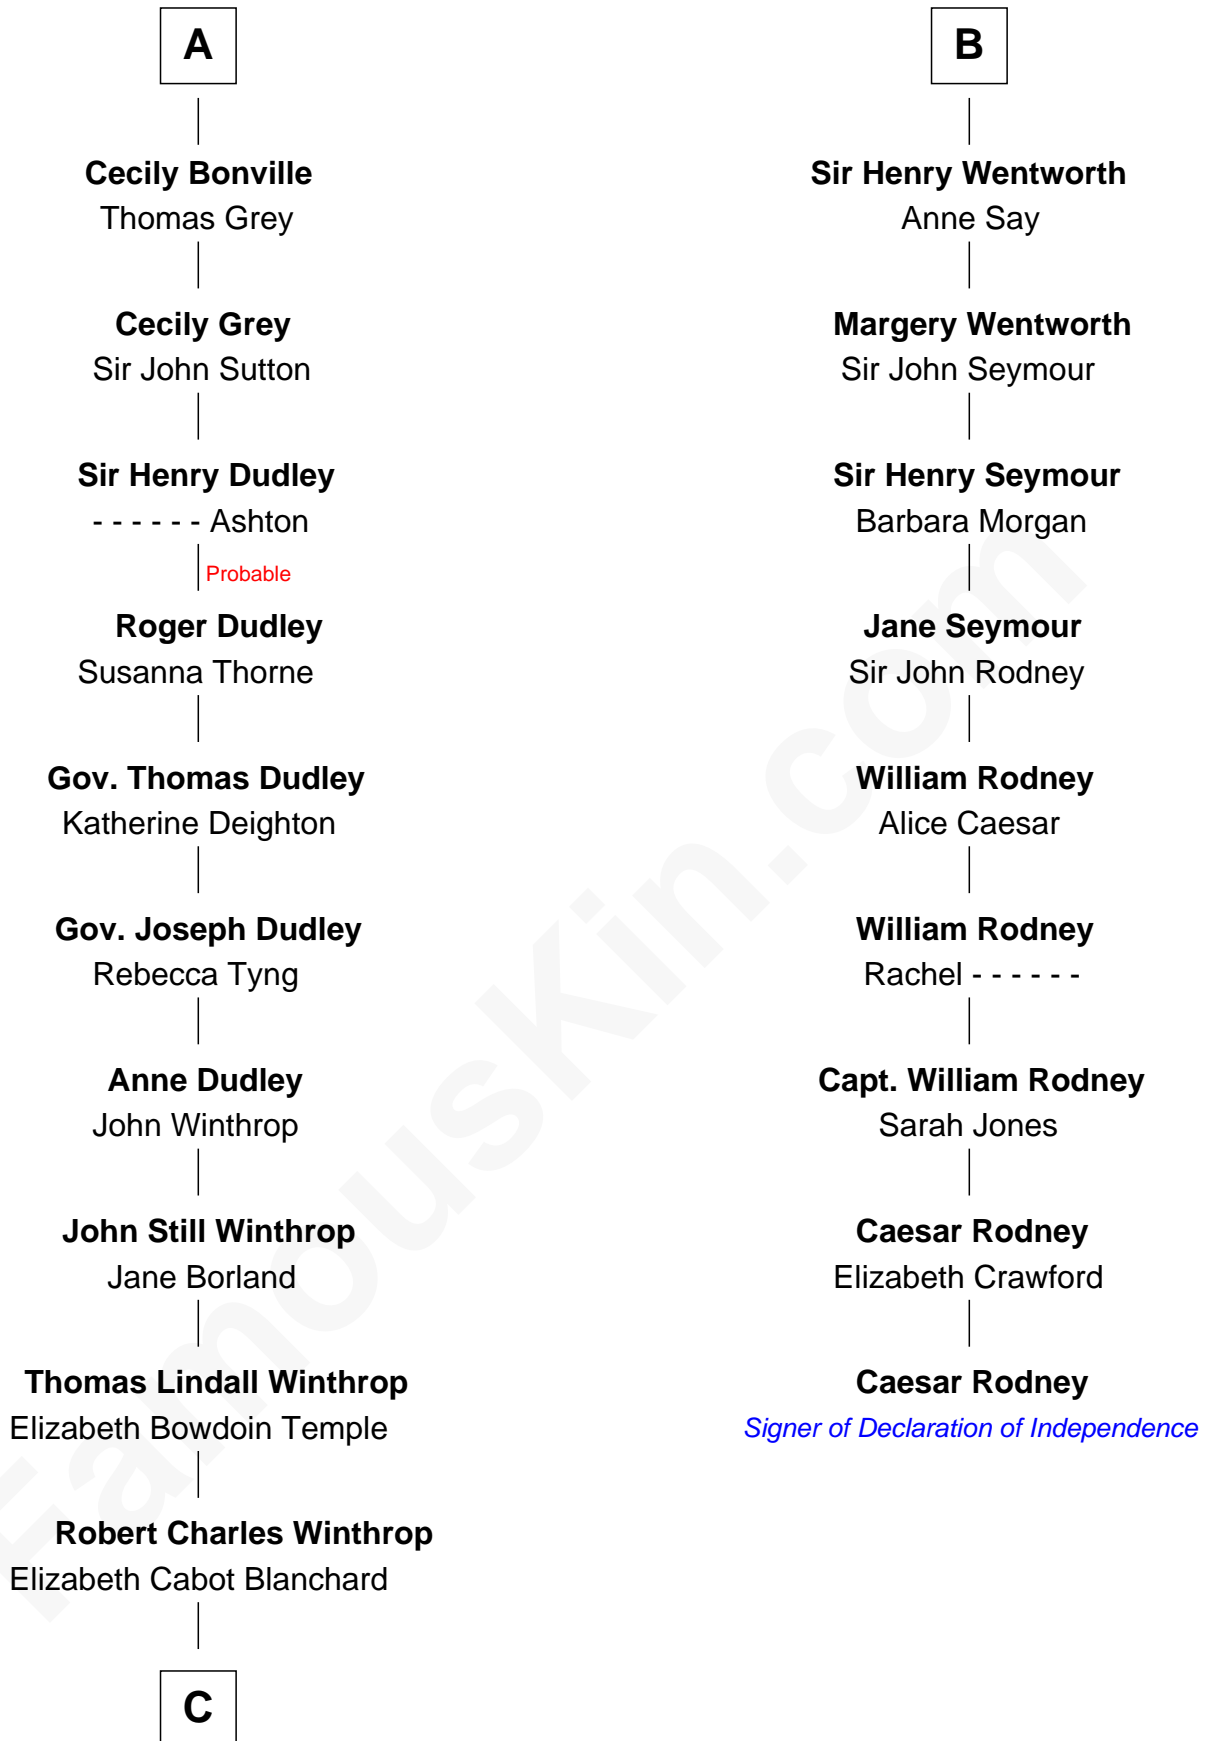 A
Cecily Bonville
Thomas Grey
Cecily Grey
Sir John Sutton
Sir Henry Dudley
- - - - - - Ashton
Probable
Roger Dudley
Susanna Thorne
Gov. Thomas Dudley
Katherine Deighton
Gov. Joseph Dudley
Rebecca Tyng
Anne Dudley
John Winthrop
John Still Winthrop
Jane Borland
Thomas Lindall Winthrop
Elizabeth Bowdoin Temple
Robert Charles Winthrop
Elizabeth Cabot Blanchard
C
B
Sir Henry Wentworth
Anne Say
Margery Wentworth
Sir John Seymour
Sir Henry Seymour
Barbara Morgan
Jane Seymour
Sir John Rodney
William Rodney
Alice Caesar
William Rodney
Rachel - - - - - -
Capt. William Rodney
Sarah Jones
Caesar Rodney
Elizabeth Crawford
Caesar Rodney
Signer of Declaration of Independence
FamousKin.com